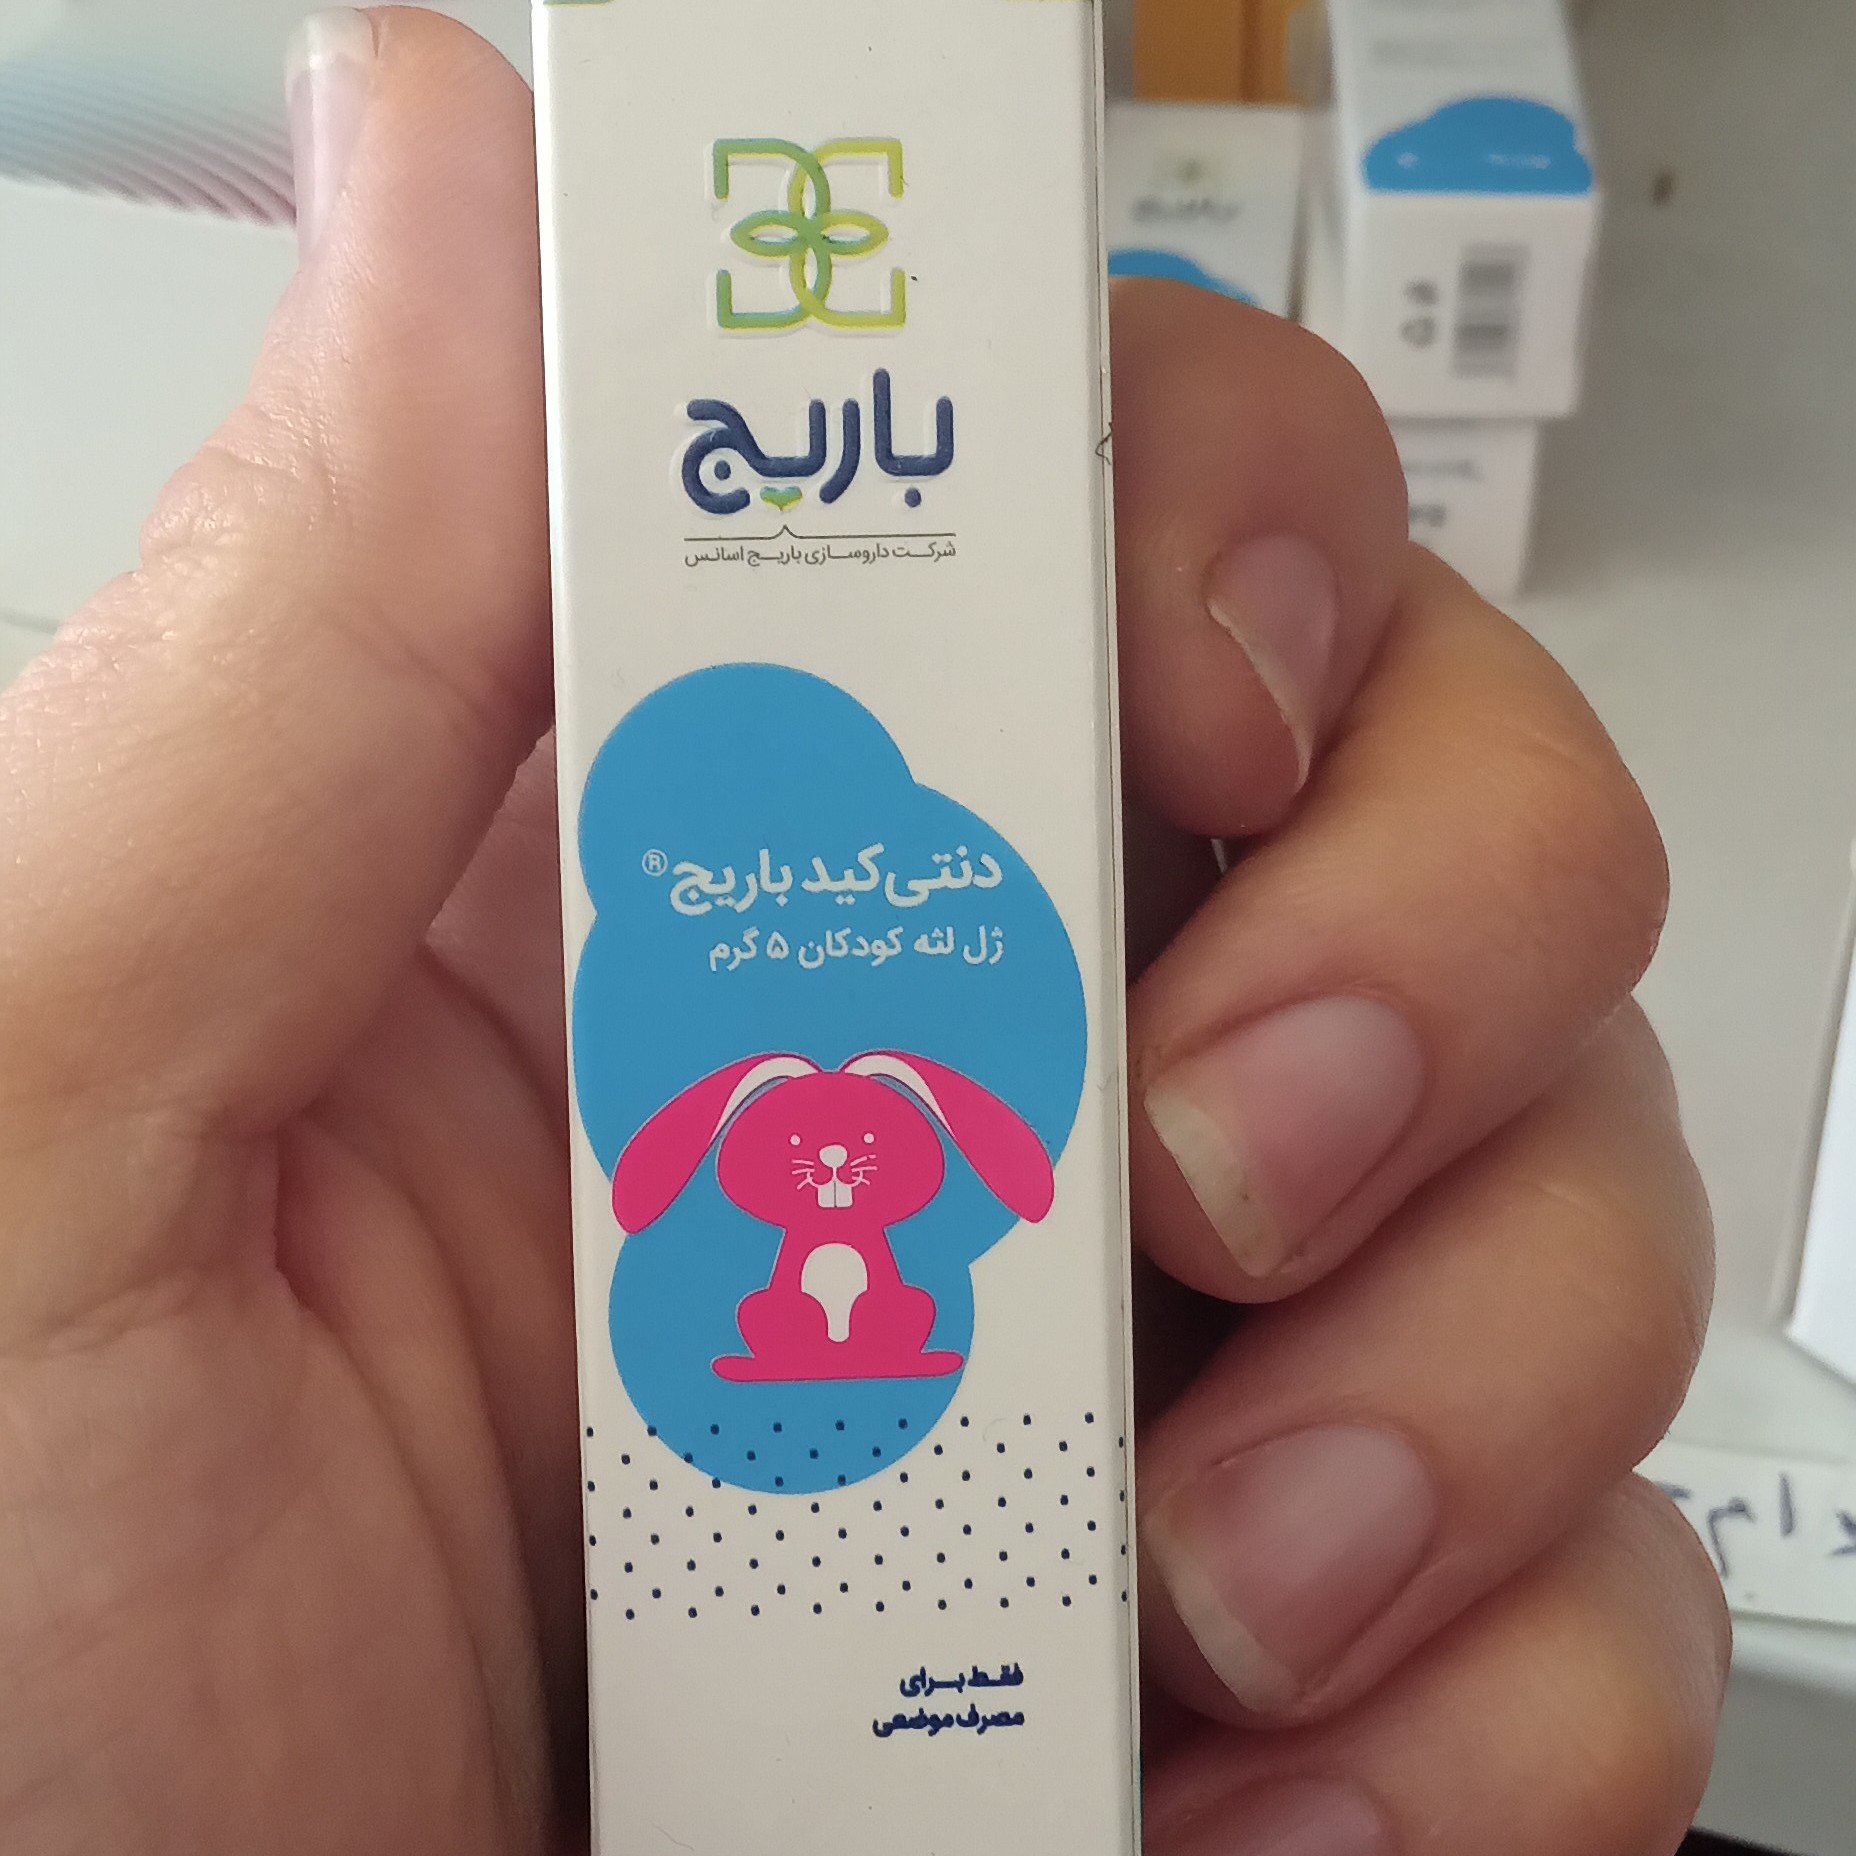 باریج
شرکت داروسازی باریج اسانس
دنتی‌کید باریج®
ژل لثه کودکان ۵ گرم
فقط برای
مصرف موضعی